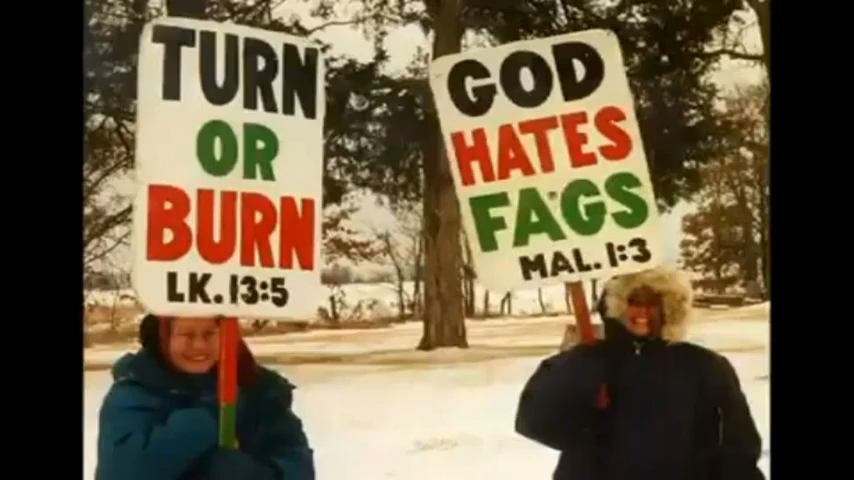 TURN
OR
BURN
LK. 13:5
GOD
HATES
FAGS
MAL. 1:3